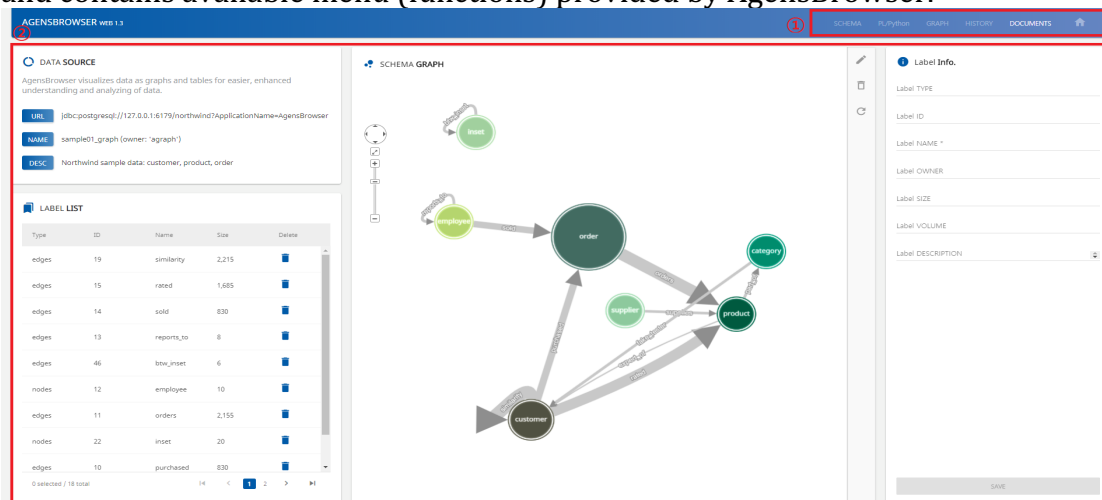 and contains available menu (functions) provided by AgensBrowser.
AGENSBROWSER WEB 1.3
① SCHEMA PL/Python GRAPH HISTORY DOCUMENTS
②
DATA SOURCE
AgensBrowser visualizes data as graphs and tables for easier, enhanced
understanding and analyzing of data.
URL jdbc:postgresql://127.0.0.1:6179/northwind?ApplicationName=AgensBrowser
NAME sample01_graph (owner: 'agraph')
DESC Northwind sample data: customer, product, order
LABEL LIST
Type ID Name Size Delete
edges 19 similarity 2,215
edges 15 rated 1,685
edges 14 sold 830
edges 13 reports_to 8
edges 46 btw_inset 6
nodes 12 employee 10
edges 11 orders 2,155
nodes 22 inset 20
edges 10 purchased 830
0 selected / 18 total 1 2
SCHEMA GRAPH
inset
employee
order
category
supplier
product
customer
Label Info.
Label TYPE
Label ID
Label NAME *
Label OWNER
Label SIZE
Label VOLUME
Label DESCRIPTION
SAVE